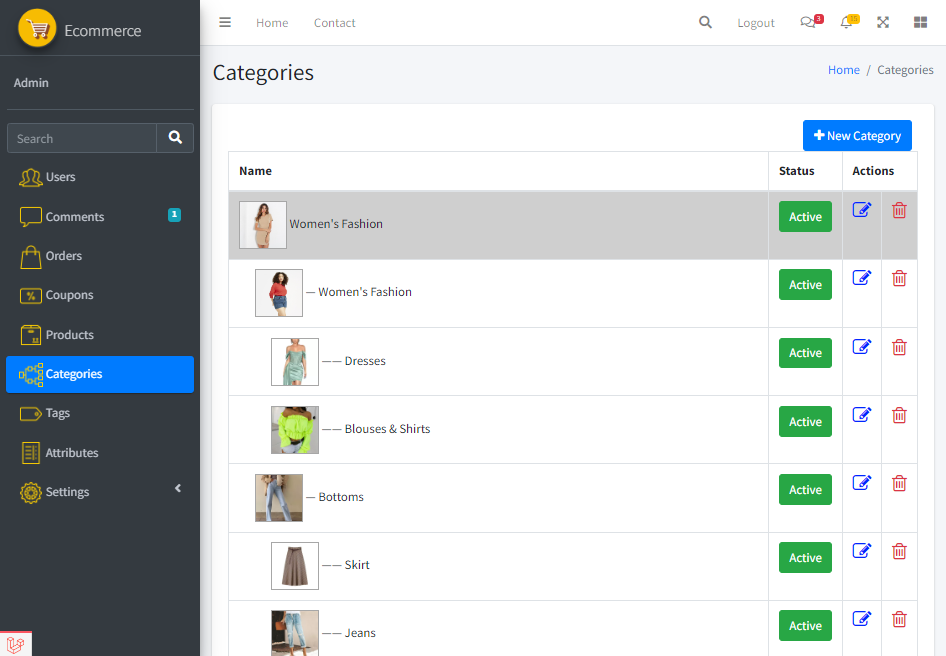 Ecommerce
Home
Contact
Logout
3
15
Admin
Categories
Home / Categories
Search
New Category
Users
Comments
1
Orders
Coupons
Products
Categories
Tags
Attributes
Settings
Name Status Actions
Women's Fashion Active
— Women's Fashion Active
—— Dresses Active
—— Blouses & Shirts Active
— Bottoms Active
—— Skirt Active
—— Jeans Active